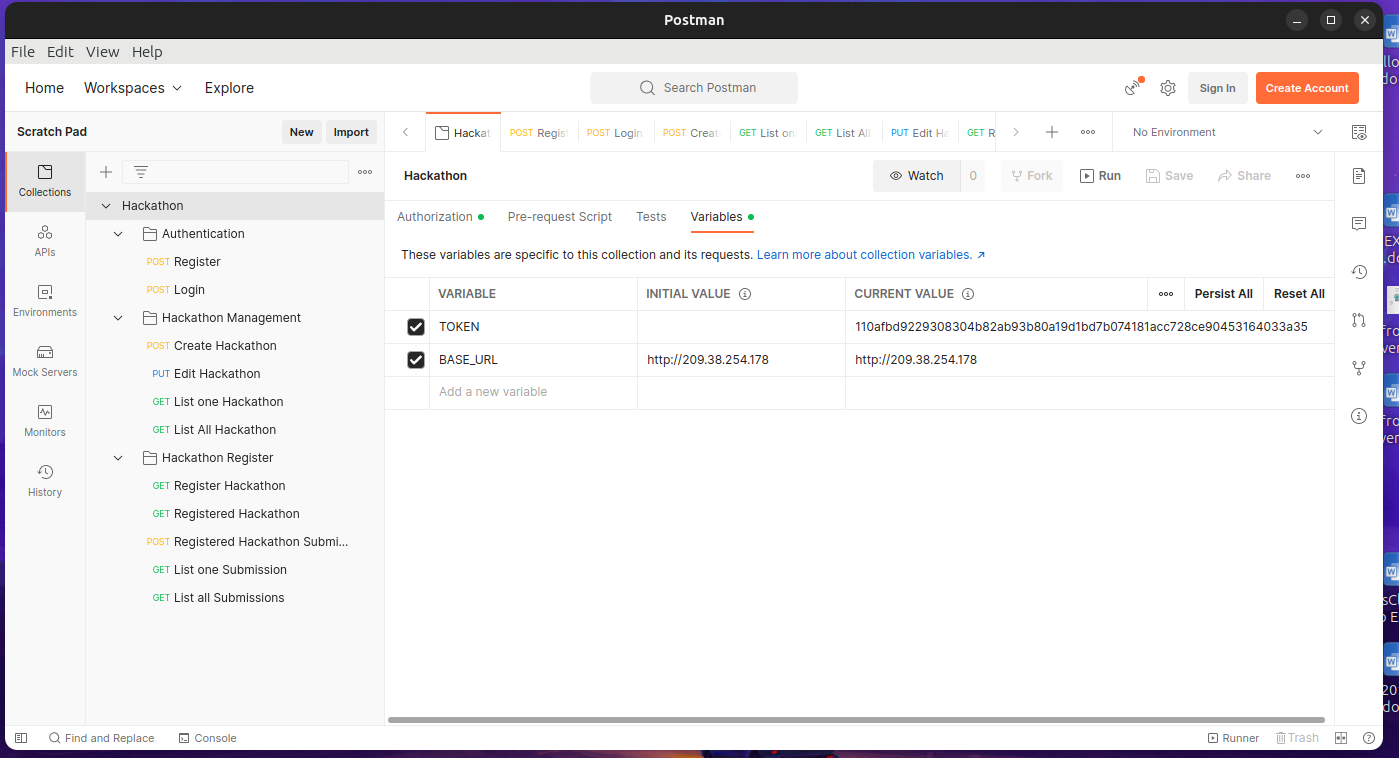 Postman
File Edit View Help
Home Workspaces Explore
Search Postman
Sign In
Create Account
Scratch Pad
New
Import
Hackat
POST Regis
POST Login
POST Creat
GET List on
GET List All
PUT Edit Ha
GET R
No Environment
Collections
APIs
Environments
Mock Servers
Monitors
History
Hackathon
Authentication
POST Register
POST Login
Hackathon Management
POST Create Hackathon
PUT Edit Hackathon
GET List one Hackathon
GET List All Hackathon
Hackathon Register
GET Register Hackathon
GET Registered Hackathon
POST Registered Hackathon Submi...
GET List one Submission
GET List all Submissions
Hackathon
Watch 0
Fork
Run
Save
Share
Authorization
Pre-request Script
Tests
Variables
These variables are specific to this collection and its requests. Learn more about collection variables. ↗
VARIABLE INITIAL VALUE CURRENT VALUE Persist All Reset All
TOKEN 110afbd9229308304b82ab93b80a19d1bd7b074181acc728ce90453164033a35
BASE_URL http://209.38.254.178 http://209.38.254.178
Add a new variable
Find and Replace
Console
Runner
Trash